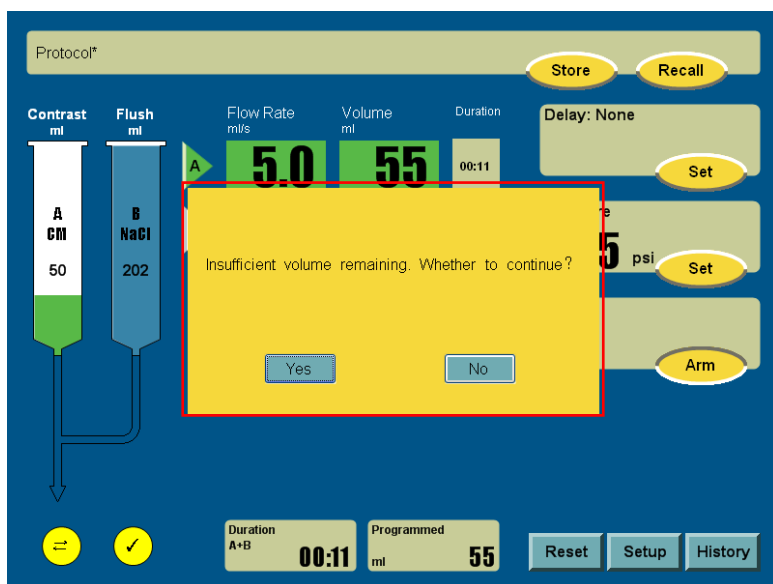 Protocol*
Store
Recall
Contrast
ml
Flush
ml
Flow Rate
ml/s
Volume
ml
Duration
Delay: None
A
5.0
55
00:11
Set
A
CM
50
B
NaCl
202
Insufficient volume remaining. Whether to continue?
Yes
No
psi
Set
Arm
Duration
A+B
00:11
Programmed
ml
55
Reset
Setup
History